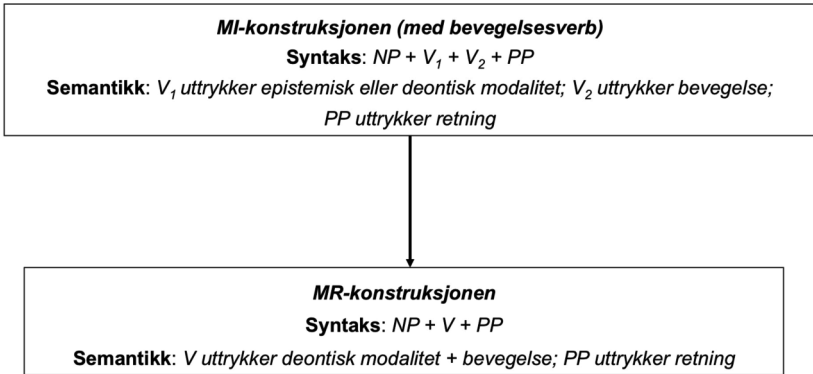 MI-konstruksjonen (med bevegelsesverb)
Syntaks: NP + V1 + V2 + PP
Semantikk: V1 uttrykker epistemisk eller deontisk modalitet; V2 uttrykker bevegelse;
PP uttrykker retning
MR-konstruksjonen
Syntaks: NP + V + PP
Semantikk: V uttrykker deontisk modalitet + bevegelse; PP uttrykker retning